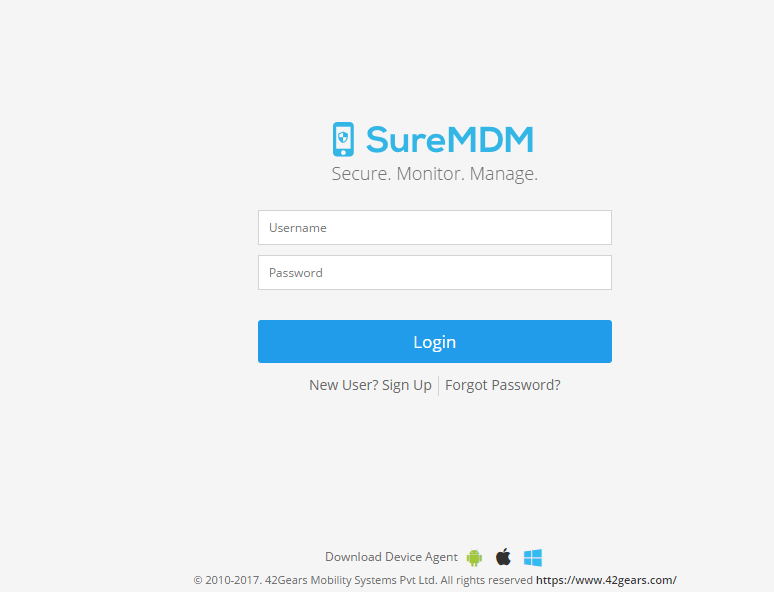 SureMDM
Secure. Monitor. Manage.
Username
Password
Login
New User? Sign Up Forgot Password?
Download Device Agent
© 2010-2017. 42Gears Mobility Systems Pvt Ltd. All rights reserved https://www.42gears.com/